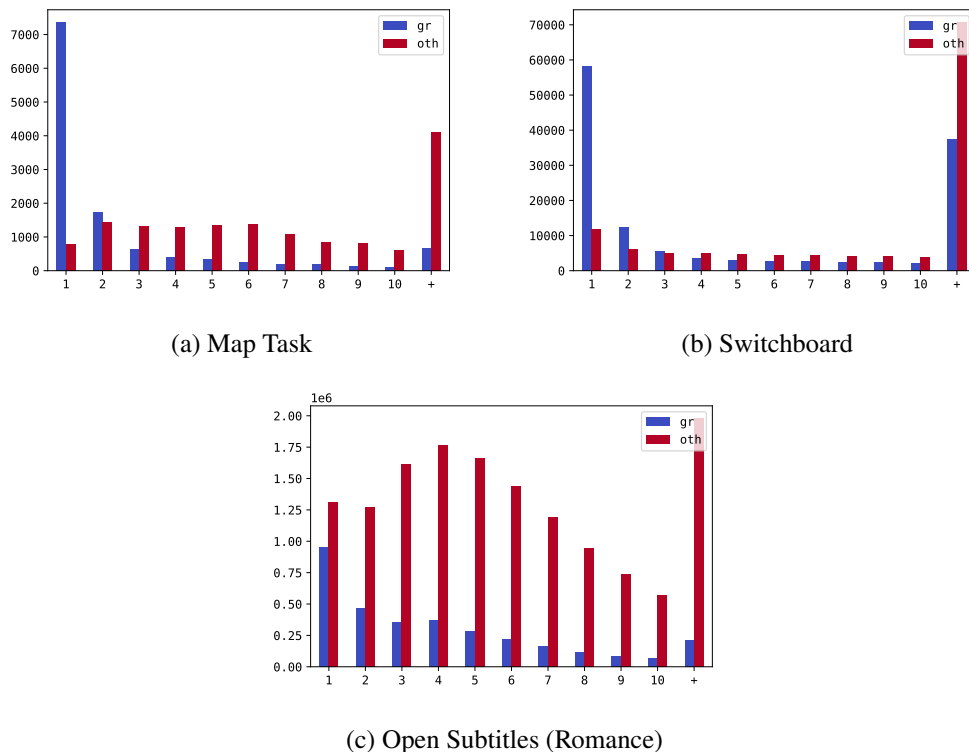 7000
6000
5000
4000
3000
2000
1000
0
gr
oth
1 2 3 4 5 6 7 8 9 10 +
(a) Map Task
70000
60000
50000
40000
30000
20000
10000
0
gr
oth
1 2 3 4 5 6 7 8 9 10 +
(b) Switchboard
1e6
2.00
1.75
1.50
1.25
1.00
0.75
0.50
0.25
0.00
gr
oth
1 2 3 4 5 6 7 8 9 10 +
(c) Open Subtitles (Romance)